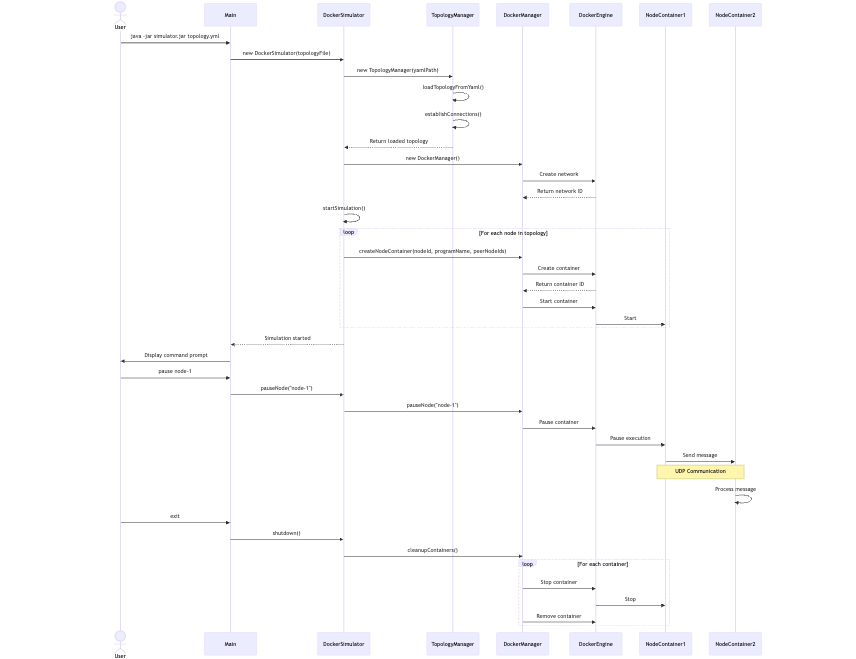 User
Main
DockerSimulator
TopologyManager
DockerManager
DockerEngine
NodeContainer1
NodeContainer2
java -jar simulator.jar topology.yml
new DockerSimulator(topologyFile)
new TopologyManager(yamlPath)
loadTopologyFromYaml()
establishConnections()
Return loaded topology
new DockerManager()
Create network
Return network ID
startSimulation()
loop
[For each node in topology]
createNodeContainer(nodeId, programName, peerNodeIds)
Create container
Return container ID
Start container
Start
Simulation started
Display command prompt
pause node-1
pauseNode("node-1")
pauseNode("node-1")
Pause container
Pause execution
Send message
UDP Communication
Process message
exit
shutdown()
cleanupContainers()
loop
[For each container]
Stop container
Stop
Remove container
User
Main
DockerSimulator
TopologyManager
DockerManager
DockerEngine
NodeContainer1
NodeContainer2